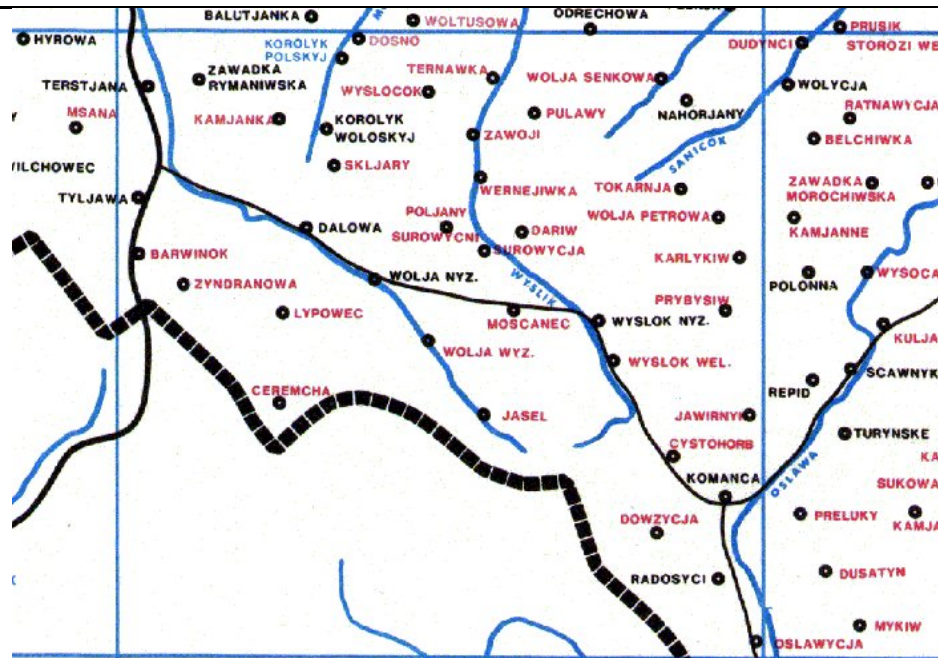 BALUTJANKA
WOLTUSOWA
ODRECHOWA
PRUSIK
HYROWA
KOROLYK
POLSKYJ
DOSNO
DUDYNCI
STOROZI WE
TERSTJANA
ZAWADKA
RYMANIWSKA
TERNAWKA
WOLJA SENKOWA
WOLYCJA
WYSLOCOK
NAHORJANY
RATNAWYCJA
MSANA
KAMJANKA
KOROLYK
WOLOSKYJ
PULAWY
ZAWOJI
BELCHIWKA
SANICOK
VILCHOWEC
SKLJARY
WERNEJIWKA
TOKARNJA
ZAWADKA
MOROCHIWSKA
TYLJAWA
DALOWA
POLJANY
SUROWYCNI
DARIW
WOLJA PETROWA
KAMJANNE
BARWINOK
SUROWYCJA
KARLYKIW
ZYNDRANOWA
WOLJA NYZ.
WYSLIK
POLONNA
WYSOCA
LYPOWEC
MOSCANEC
WYSLOK NYZ.
PRYBYSIW
KULJA
WOLJA WYZ.
WYSLOK WEL.
SCAWNYK
CEREMCHA
REPID
JASEL
JAWIRNYK
CYSTOHORB
TURYNSKE
KA
KOMANCA
OSLAWA
SUKOWA
DOWZYCJA
PRELUKY
KAMJA
RADOSYCI
DUSATYN
OSLAWYCJA
MYKIW